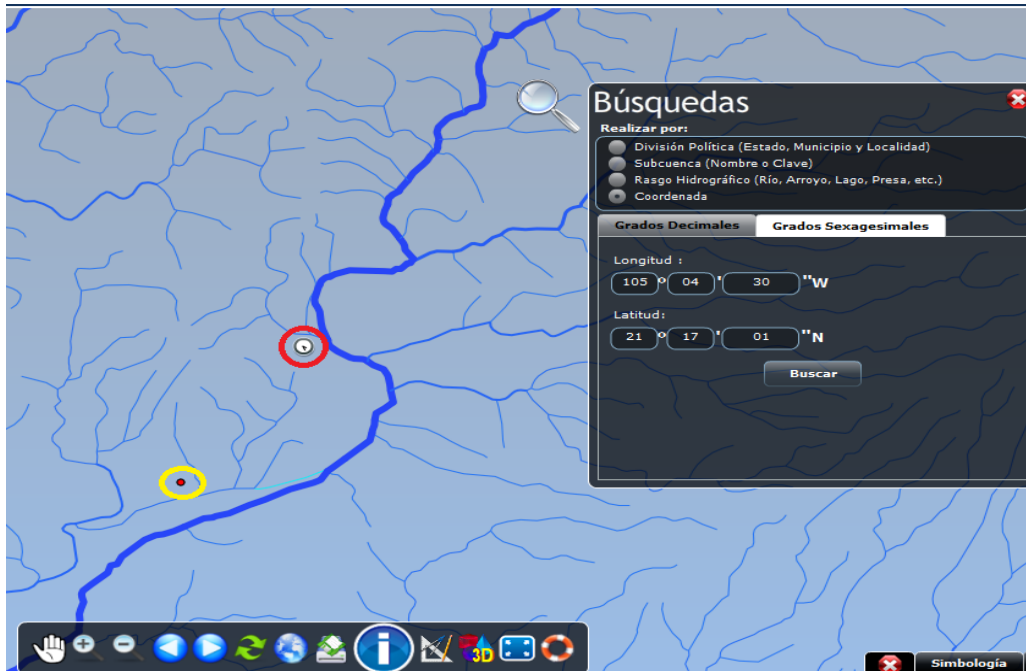 Búsquedas
Realizar por:
División Política (Estado, Municipio y Localidad)
Subcuenca (Nombre o Clave)
Rasgo Hidrográfico (Río, Arroyo, Lago, Presa, etc.)
Coordenada
Grados Decimales Grados Sexagesimales
Longitud :
105 º 04 ' 30 "W
Latitud:
21 º 17 ' 01 "N
Buscar
3D
Simbología